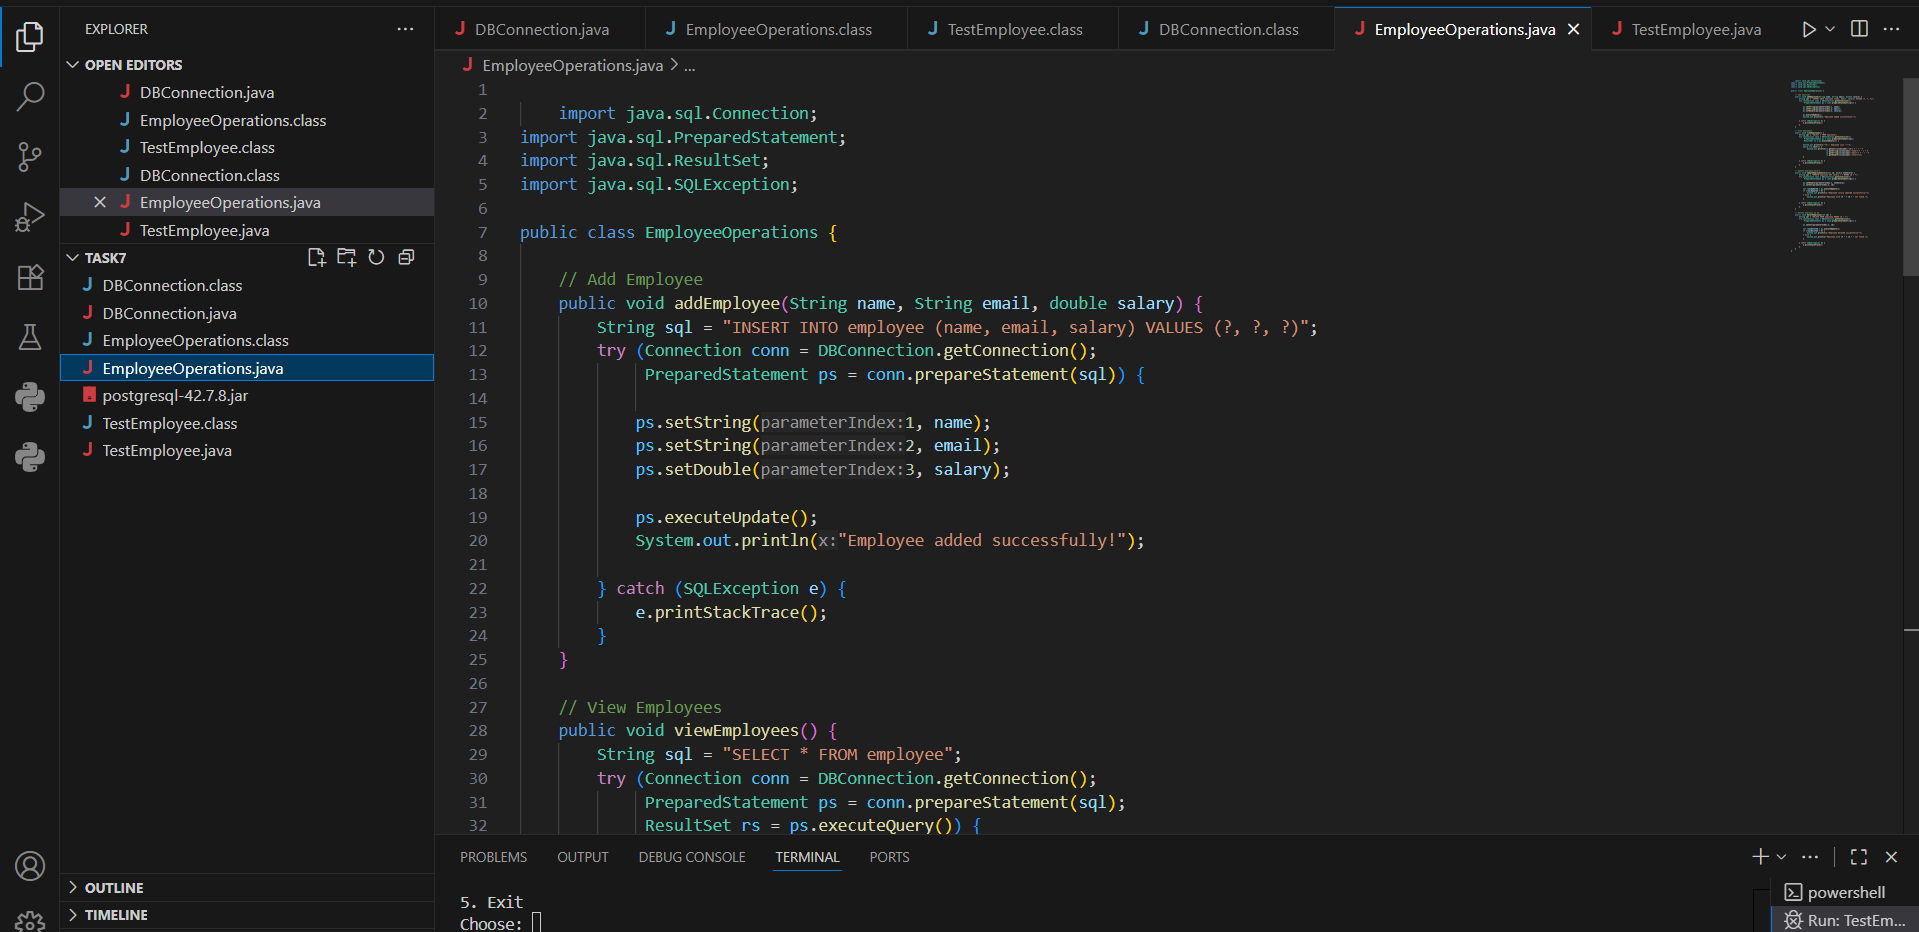 EXPLORER
OPEN EDITORS
DBConnection.java
EmployeeOperations.class
TestEmployee.class
DBConnection.class
EmployeeOperations.java
TestEmployee.java
TASK7
DBConnection.class
DBConnection.java
EmployeeOperations.class
EmployeeOperations.java
postgresql-42.7.8.jar
TestEmployee.class
TestEmployee.java
OUTLINE
TIMELINE
DBConnection.java EmployeeOperations.class TestEmployee.class DBConnection.class EmployeeOperations.java TestEmployee.java
EmployeeOperations.java > ...
1
2     import java.sql.Connection;
3 import java.sql.PreparedStatement;
4 import java.sql.ResultSet;
5 import java.sql.SQLException;
6
7 public class EmployeeOperations {
8
9     // Add Employee
10     public void addEmployee(String name, String email, double salary) {
11         String sql = "INSERT INTO employee (name, email, salary) VALUES (?, ?, ?)";
12         try (Connection conn = DBConnection.getConnection();
13              PreparedStatement ps = conn.prepareStatement(sql)) {
14
15             ps.setString(parameterIndex:1, name);
16             ps.setString(parameterIndex:2, email);
17             ps.setDouble(parameterIndex:3, salary);
18
19             ps.executeUpdate();
20             System.out.println(x:"Employee added successfully!");
21
22         } catch (SQLException e) {
23             e.printStackTrace();
24         }
25     }
26
27     // View Employees
28     public void viewEmployees() {
29         String sql = "SELECT * FROM employee";
30         try (Connection conn = DBConnection.getConnection();
31              PreparedStatement ps = conn.prepareStatement(sql);
32              ResultSet rs = ps.executeQuery()) {
PROBLEMS OUTPUT DEBUG CONSOLE TERMINAL PORTS
5. Exit
Choose:
powershell
Run: TestEm...